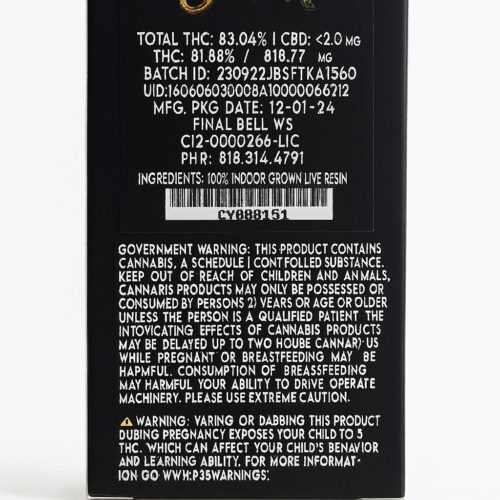 TOTAL THC: 83.04% | CBD: <2.0 MG
THC: 81.88% / 818.77 MG
BATCH ID: 230922JBSFTKA1560
UID:160606030008A10000066212
MFG, PKG DATE: 12-01-24
FINAL BELL WS
C12-0000266-LIC
PHR: 818.314.4791
INGREDIENTS: 100% INDOOR GROWN LIVE RESIN
CY888151
GOVERNMENT WARNING: THIS PRODUCT CONTAINS
CANNABIS, A SCHEDULE | CONTFOLLED SUBSTANCE.
KEEP OUT OF REACH OF CHILDREN AND ANIMALS,
CANNARIS PRODUCTS MAY ONLY BE POSSESSED OR
CONSUMED BY PERSONS 2) YEARS OR AGE OR OLDER
UNLESS THE PERSON IS A QUALIFIED PATIENT THE
INTOVICATING EFFECTS OF CANNABIS PRODUCTS
MAY BE DELAYED UP TO TWO HOUBE CANNAR)·US
WHILE PREGNANT OR BREASTFEEDING MAY BE
HAPMFUL. CONSUMPTION OF BREASSFEEDING
MAY HARMFUL YOUR ABILITY TO DRIVE OPERATE
MACHINERY. PLEASE USE EXTREME CAUTION.
⚠ WARNING: VARING OR DABBING THIS PRODUCT
DUBING PREGNANCY EXPOSES YOUR CHILD TO 5
THC. WHICH CAN AFFECT YOUR CHILD'S BENAVIOR
AND LEARNING ABILITY. FOR MORE INFORMAT-
ION GO WWW:P35WARNINGS: